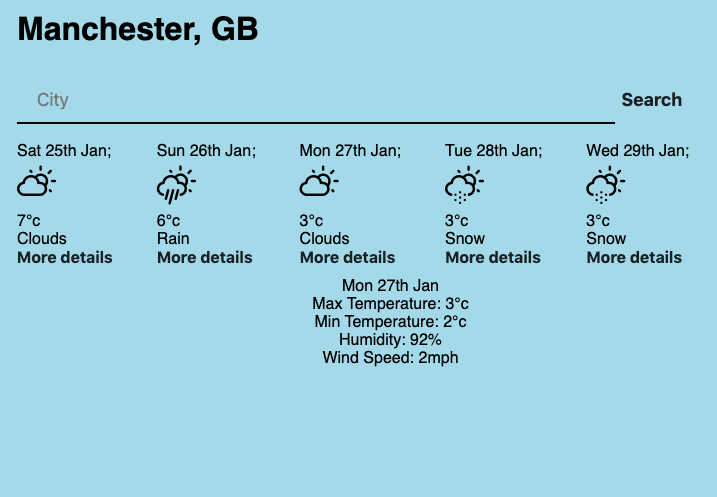 Manchester, GB
City
Search
Sat 25th Jan;
Sun 26th Jan;
Mon 27th Jan;
Tue 28th Jan;
Wed 29th Jan;
7°c
6°c
3°c
3°c
3°c
Clouds
Rain
Clouds
Snow
Snow
More details
More details
More details
More details
More details
Mon 27th Jan
Max Temperature: 3°c
Min Temperature: 2°c
Humidity: 92%
Wind Speed: 2mph